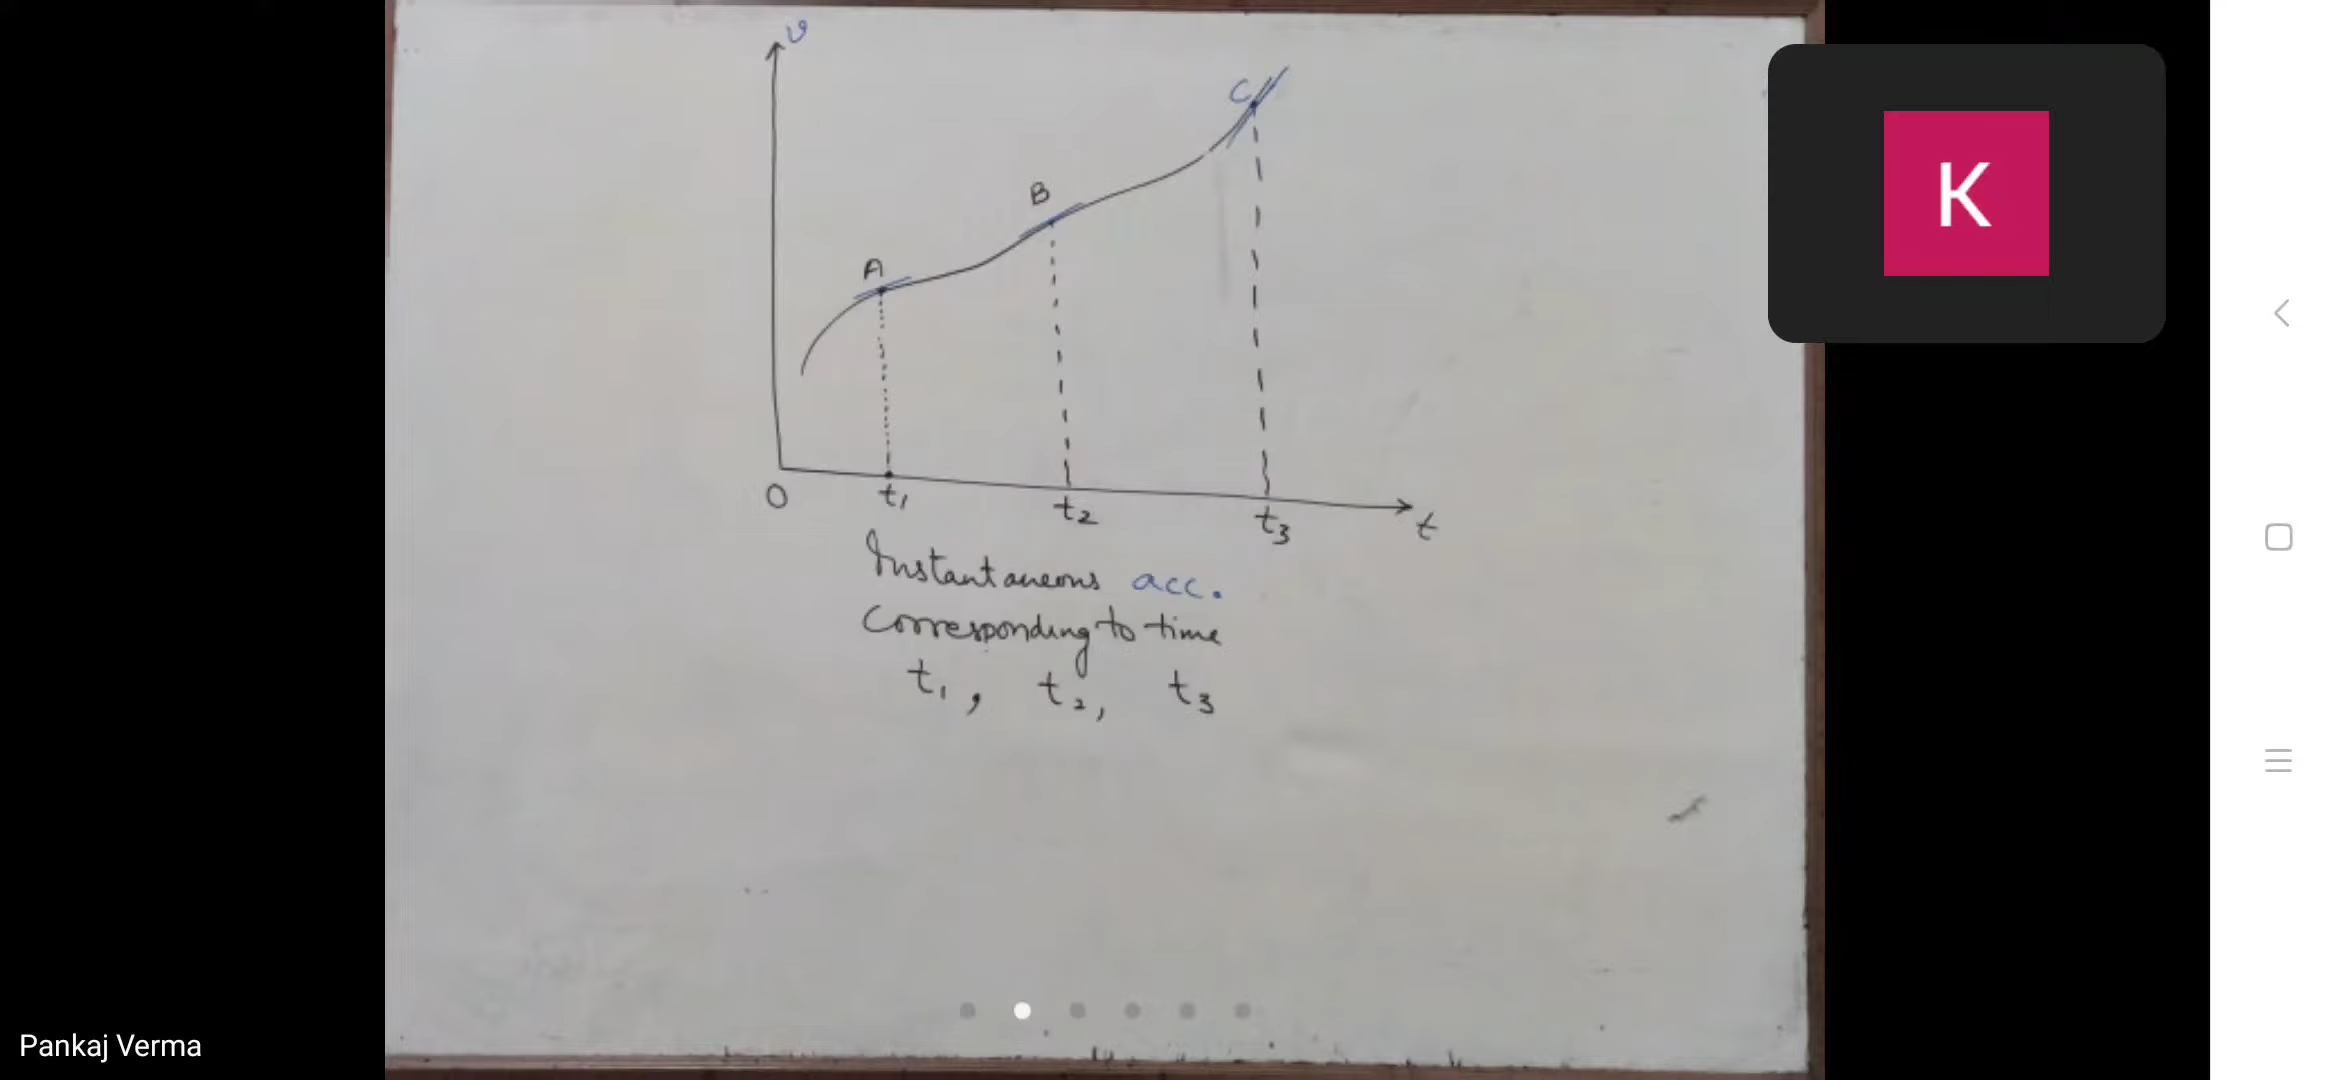 v
C
B
A
O
t₁
t₂
t₃
t
Instantaneous acc.
Corresponding to time
t₁, t₂, t₃
K
Pankaj Verma